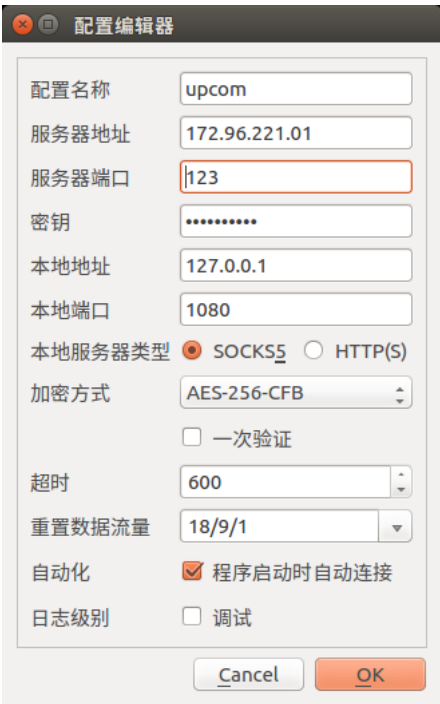 配置编辑器
配置名称 upcom
服务器地址 172.96.221.01
服务器端口 123
密钥 ••••••••••
本地地址 127.0.0.1
本地端口 1080
本地服务器类型 SOCKS5 HTTP(S)
加密方式 AES-256-CFB
一次验证
超时 600
重置数据流量 18/9/1
自动化 程序启动时自动连接
日志级别 调试
Cancel OK